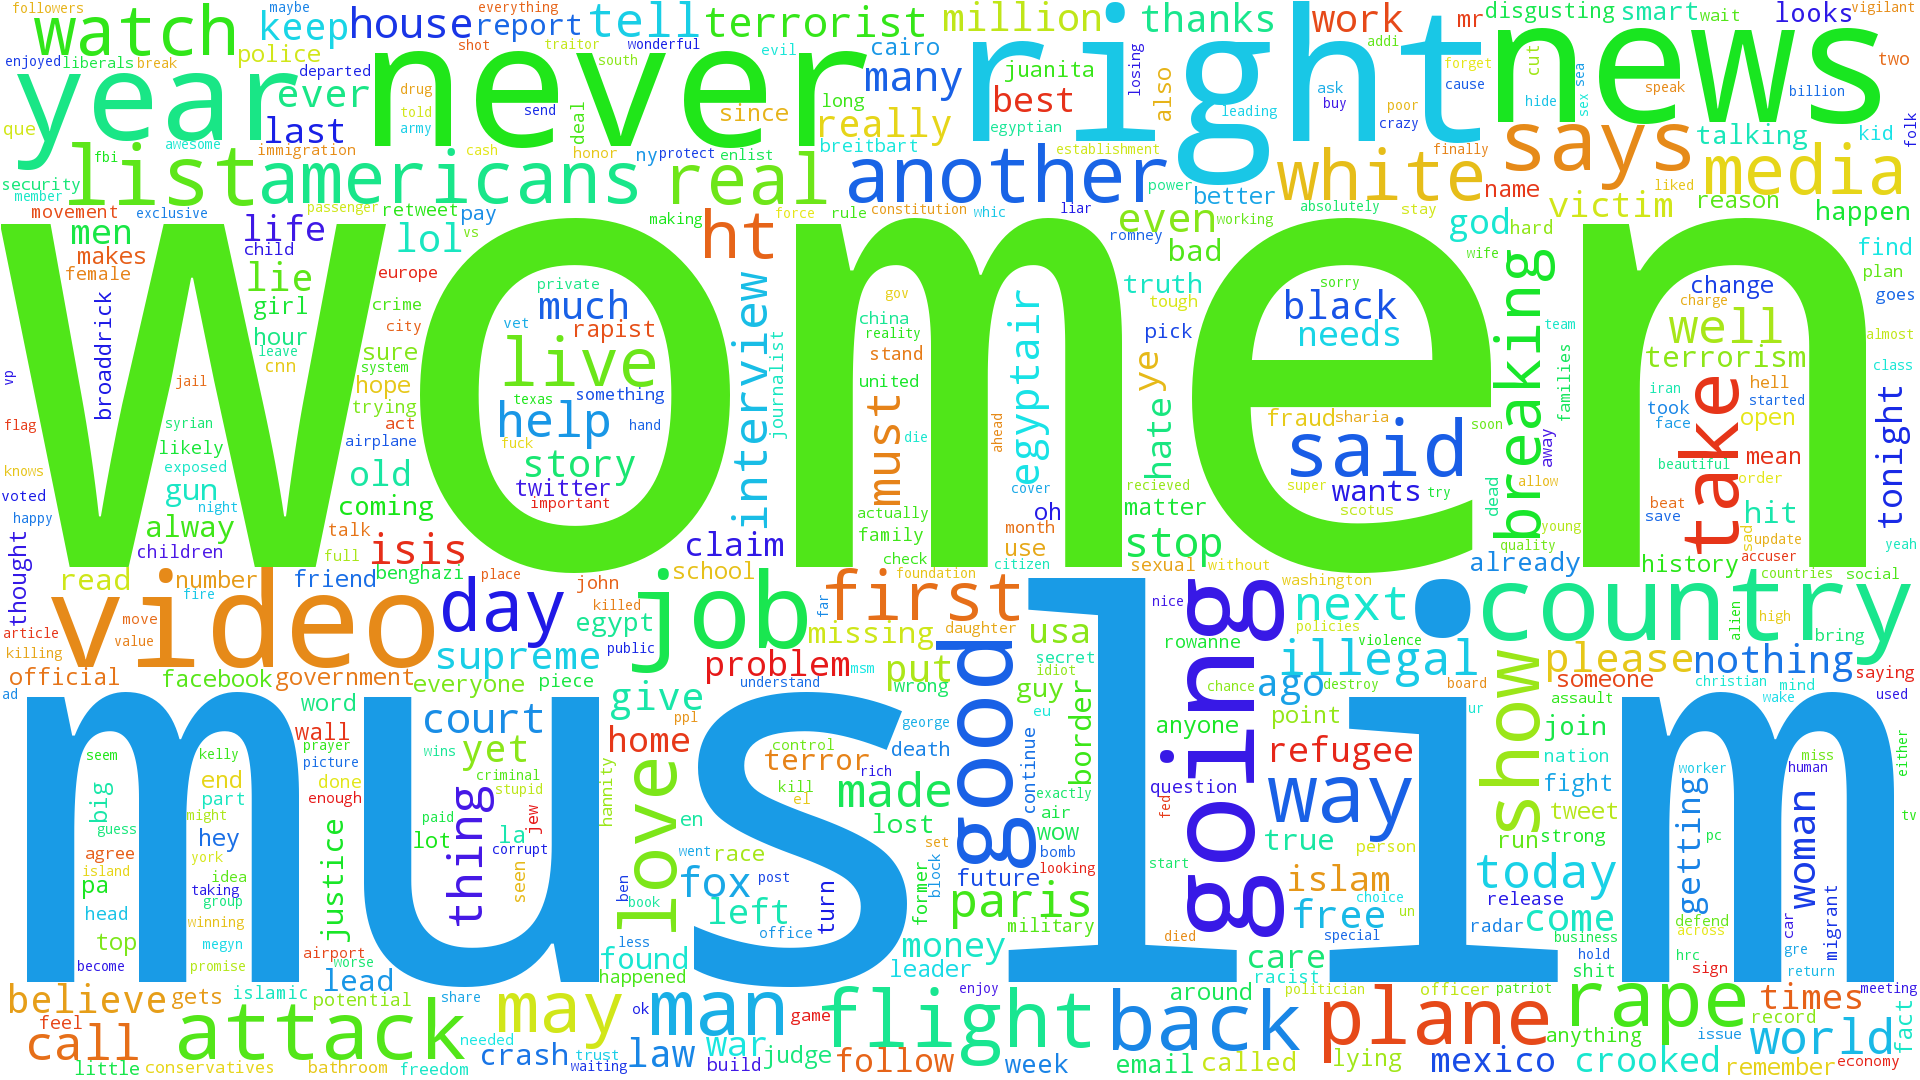 followers maybe everything
watch keep house report tell terrorist million right thanks work mr disgusting smart wait looks vigilant
enjoyed liberals break police shot traitor wonderful evil cairo addi news
year ever departed never south many juanita losing forget cut two
drug told army send deal since long best also ask buy poor crazy cause hide sex sea speak billion
que last really egyptian leading talking kid folk
awesome fbi immigration cash honor ny protect enlist breitbart establishment finally says
security list americans real another power better white name liked media
member passenger making force rule constitution whic liar absolutely stay victim reason
movement exclusive retweet pay even working god hard happen
men life lol vs ht romney bad wife find
makes child
female lie europe private gov truth sorry change plan
girl crime vet much interview china egyptair tough black charge goes
broaddrick hour city rapist reality pick needs breaking team well almost
leave cnn sure live journalist stand ye families terrorism class
vp jail system hope texas something united hate iran hell started
flag trying act help hand must fraud sharia took face take open
women
syrian airplane fuck die ahead said soon away
knows likely exposed old story cover recieved super beautiful mean order
voted gun coming twitter important wants try dead allow beat save tonight
happy night alway actually oh matter scotus hit
thought children talk isis claim family month stop young sad update yeah
full use quality history accuser
read number friend benghazi place john school check foundation citizen sexual without already countries social
fire video day killed job first far washington next country
article move egypt missing daughter usa nice policies alien high bring
killing value supreme public problem msm put secret rowanne violence illegal please nothing saying
official facebook government everyone piece understand wrong idiot guy chance ago destroy board someone christian mind
ad word give ppl good border going show assault wake used
muslim
wall court home george eu anyone point ur join
seem kelly prayer picture wins yet control death continue refugee nation miss either
end done criminal terror rich question worker human
big part enough stupid hannity kill el made exactly way fight
might paid thing jew love air fed tweet getting pc woman tv
guess hey justice lot la en lost wow true person run strong
agree york corrupt went race set bomb start
island idea seen fox post block looking islam today
pa taking group ben book future choice release
head winning left turn former paris free un come defend car migrant
top megyn less office military died special radar business across
become promise airport worse found money care hold hrc gre
lead happened leader racist shit sign return
believe gets islamic potential share may enjoy around politician officer patriot rape times meeting
feel attack ok man game flight back plane anything record
call needed crash trust law war follow week email called lying mexico issue world fact
little conservatives bathroom freedom waiting build judge crooked remember economy